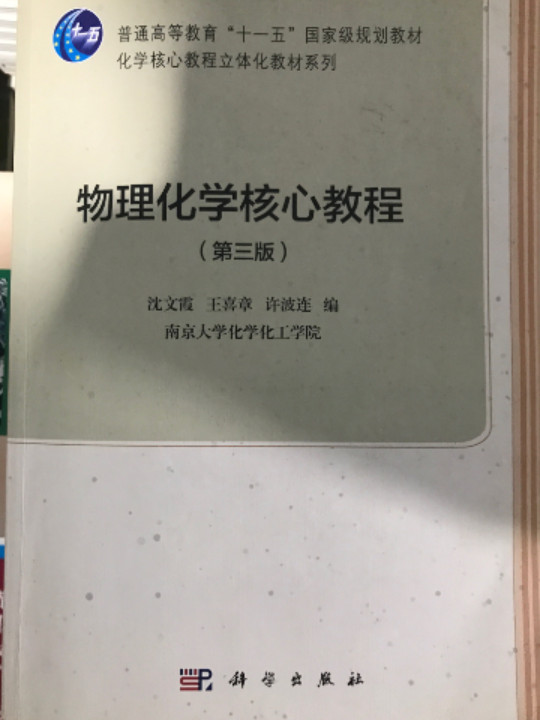 十一五
普通高等教育“十一五”国家级规划教材
化学核心教程立体化教材系列
物理化学核心教程
（第三版）
沈文霞 王喜章 许波连 编
南京大学化学化工学院
科学出版社